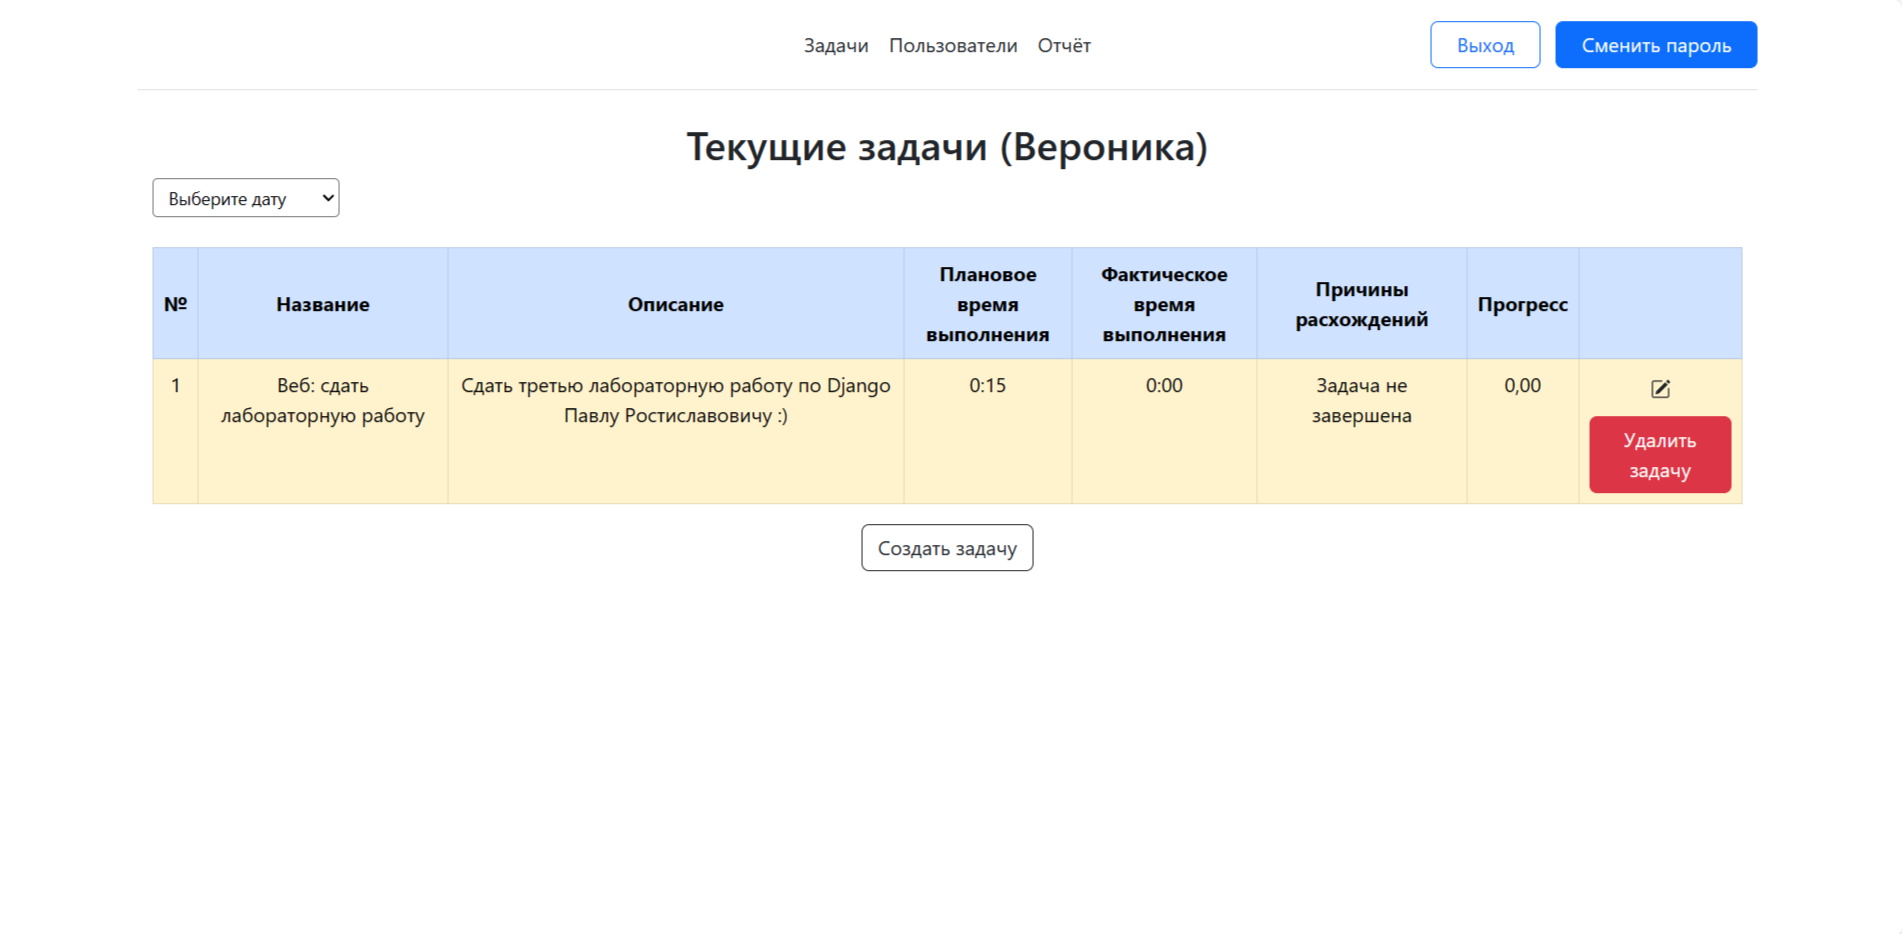 Задачи Пользователи Отчёт Выход Сменить пароль
Текущие задачи (Вероника)
Выберите дату
№ Название Описание Плановое время выполнения Фактическое время выполнения Причины расхождений Прогресс
1 Веб: сдать лабораторную работу Сдать третью лабораторную работу по Django Павлу Ростиславовичу :) 0:15 0:00 Задача не завершена 0,00
Удалить задачу
Создать задачу